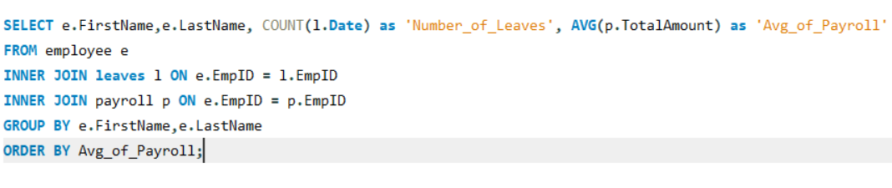 SELECT e.FirstName,e.LastName, COUNT(l.Date) as 'Number_of_Leaves', AVG(p.TotalAmount) as 'Avg_of_Payroll'
FROM employee e
INNER JOIN leaves l ON e.EmpID = l.EmpID
INNER JOIN payroll p ON e.EmpID = p.EmpID
GROUP BY e.FirstName,e.LastName
ORDER BY Avg_of_Payroll;